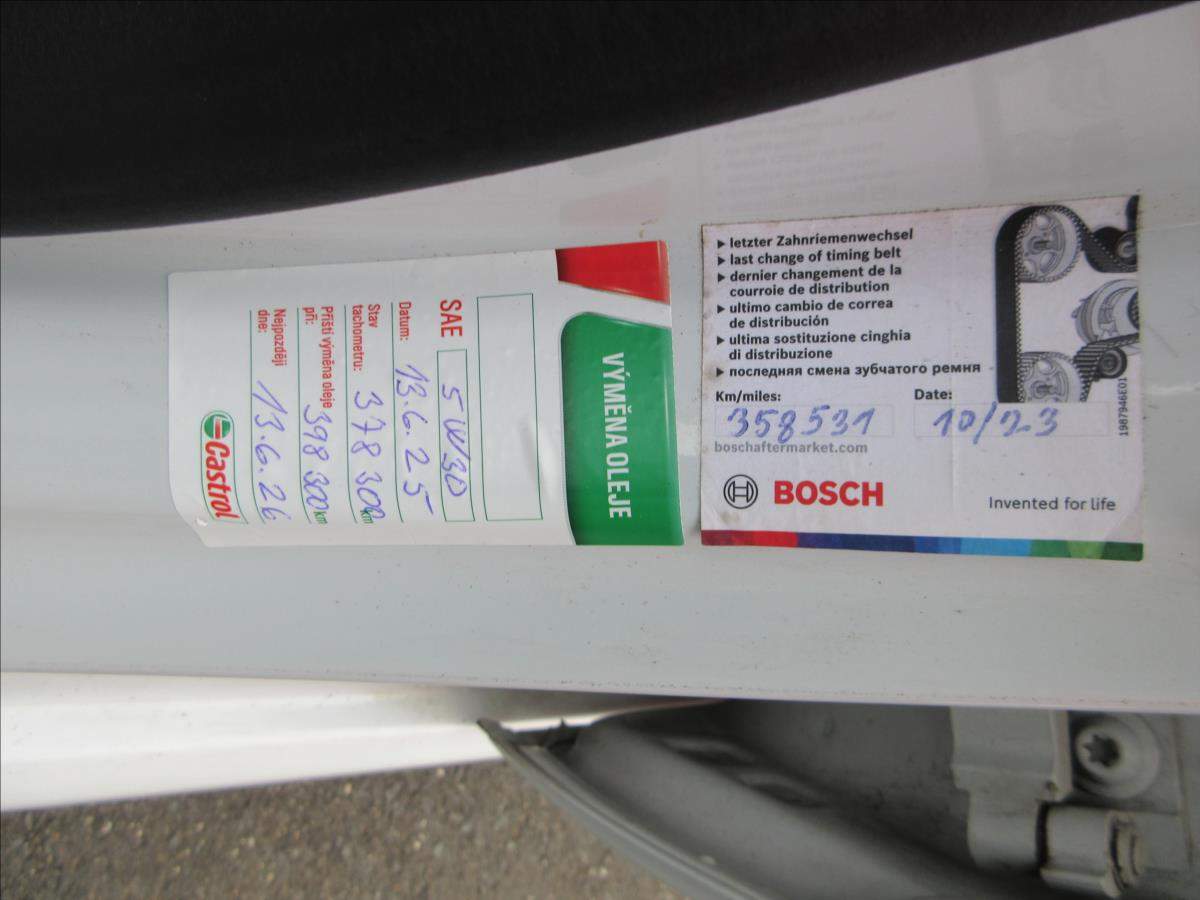 VÝMĚNA OLEJE
SAE 5W30
Datum: 13.6.25
Stav
tachometru: 378 300 km
Příští výměna oleje
při: 398 300 km
Nejpozději
dne: 13.6.26
Castrol
▶ letzter Zahnriemenwechsel
▶ last change of timing belt
▶ dernier changement de la
courroie de distribution
▶ ultimo cambio de correa
de distribución
▶ ultima sostituzione cinghia
di distribuzione
▶ последняя смена зубчатого ремня
Km/miles: Date:
358531 10/23
boschaftermarket.com
BOSCH
Invented for life
1987946E01